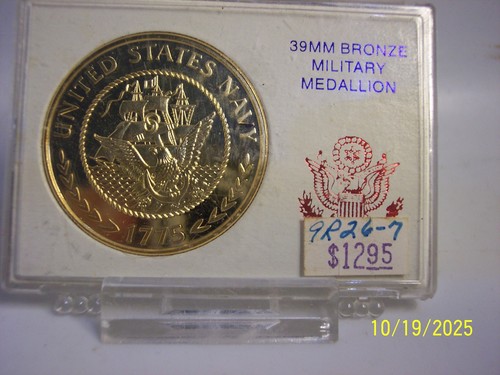 UNITED STATES NAVY
1775
39MM BRONZE
MILITARY
MEDALLION
9R26-7
$12.95
10/19/2025